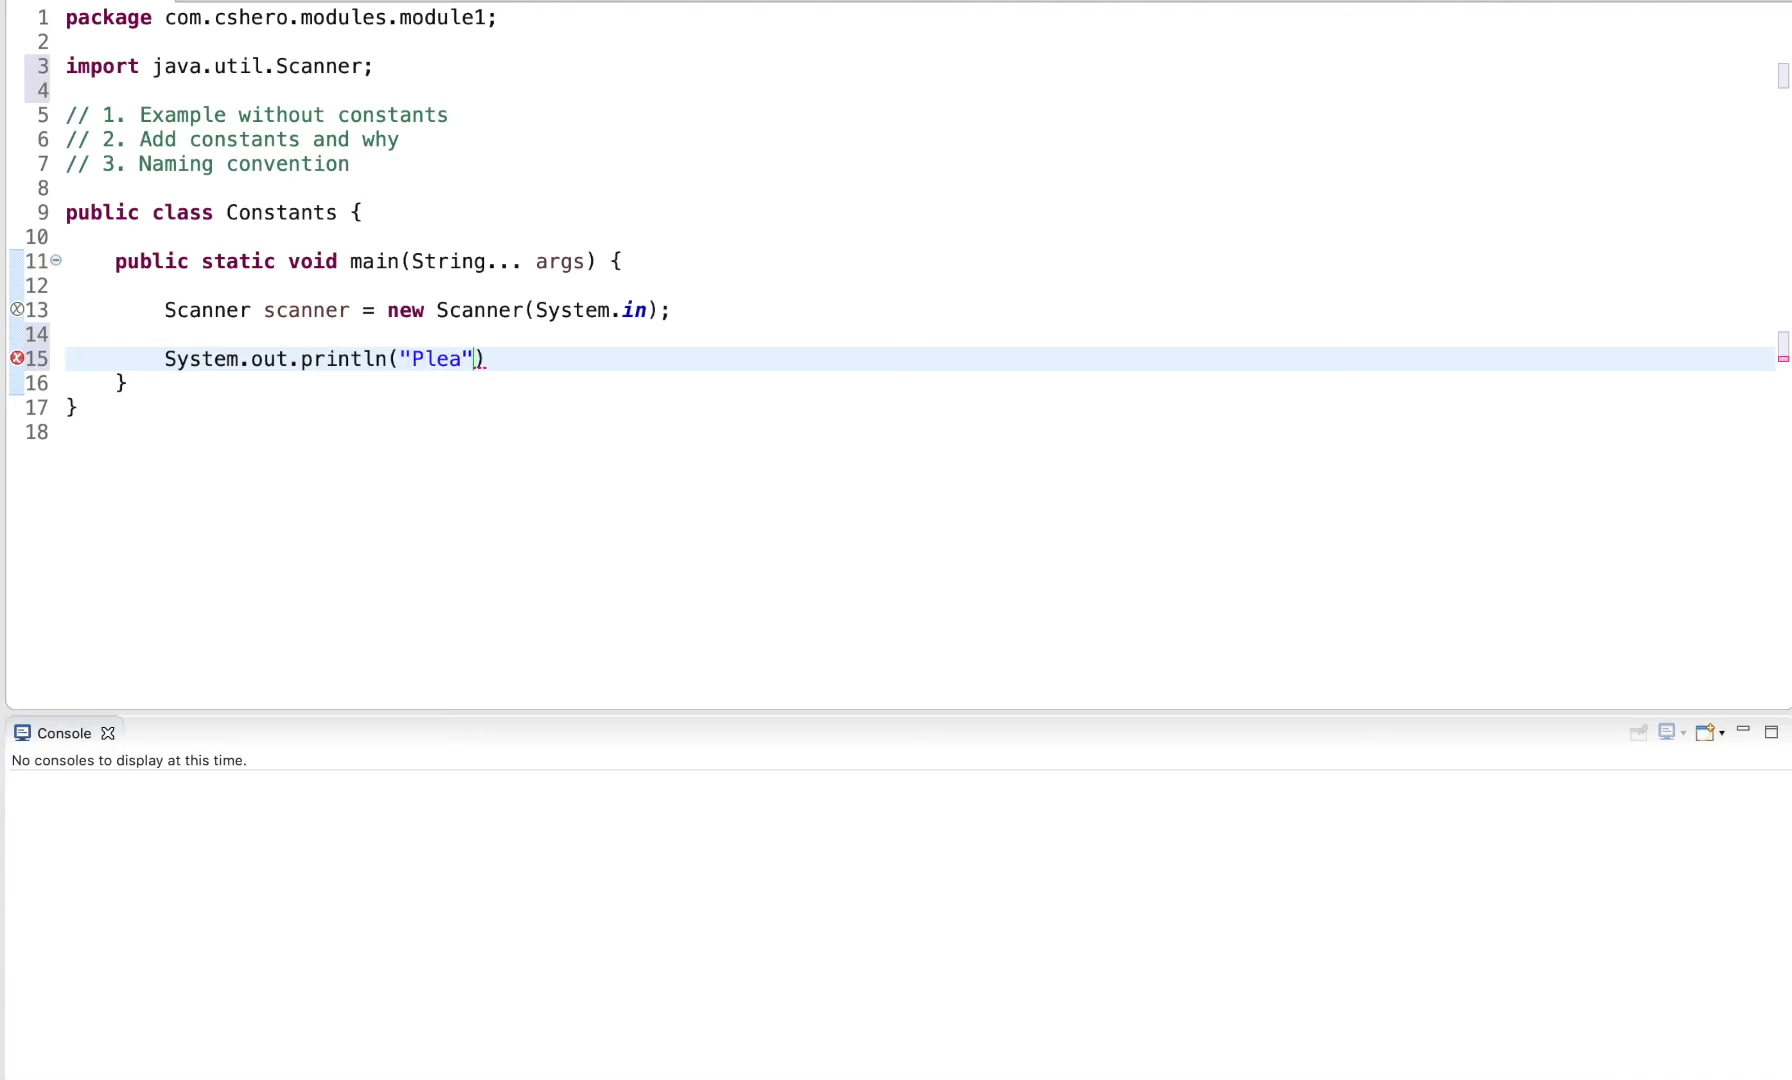 1 package com.cshero.modules.module1;
2
3 import java.util.Scanner;
4
5 // 1. Example without constants
6 // 2. Add constants and why
7 // 3. Naming convention
8
9 public class Constants {
10
11 public static void main(String... args) {
12
13 Scanner scanner = new Scanner(System.in);
14
15 System.out.println("Plea")
16 }
17 }
18
Console
No consoles to display at this time.